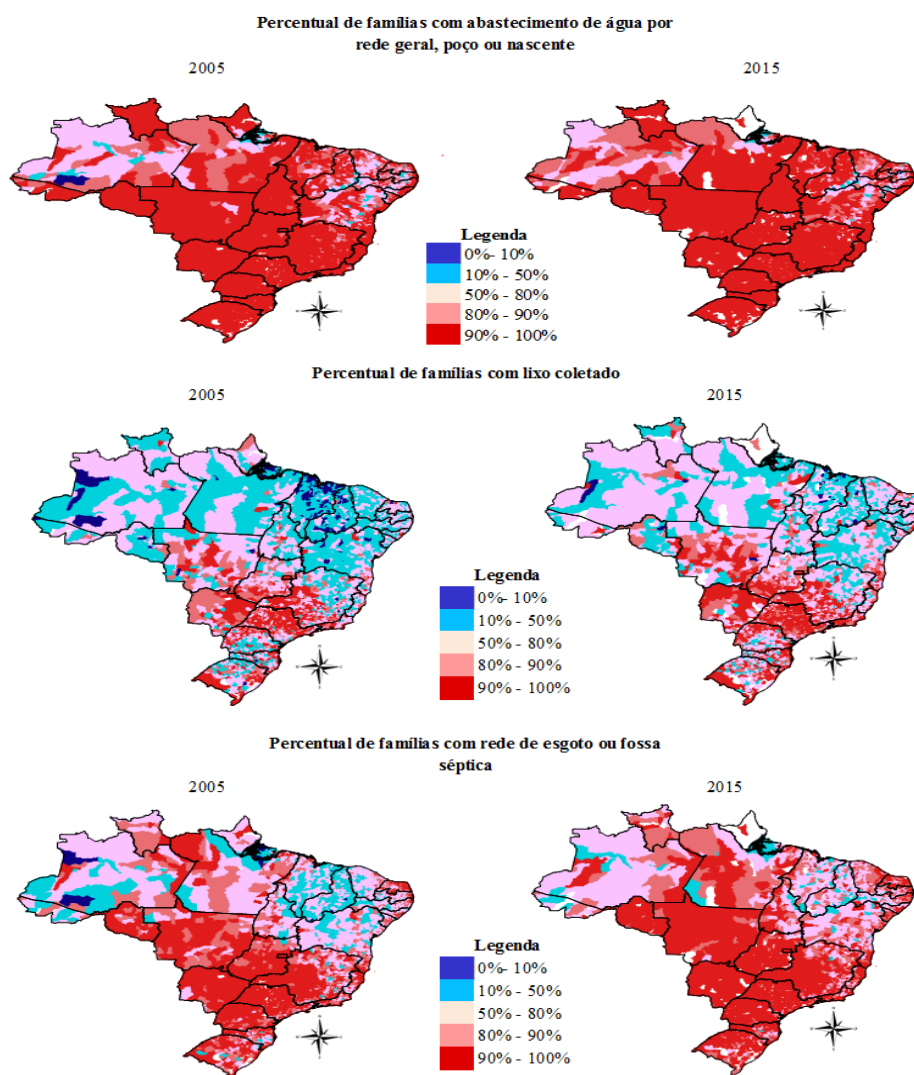 Percentual de famílias com abastecimento de água por
rede geral, poço ou nascente
2005
2015
Legenda
0%- 10%
10% - 50%
50% - 80%
80% - 90%
90% - 100%
Percentual de famílias com lixo coletado
2005
2015
Legenda
0%- 10%
10% - 50%
50% - 80%
80% - 90%
90% - 100%
Percentual de famílias com rede de esgoto ou fossa
séptica
2005
2015
Legenda
0%- 10%
10% - 50%
50% - 80%
80% - 90%
90% - 100%